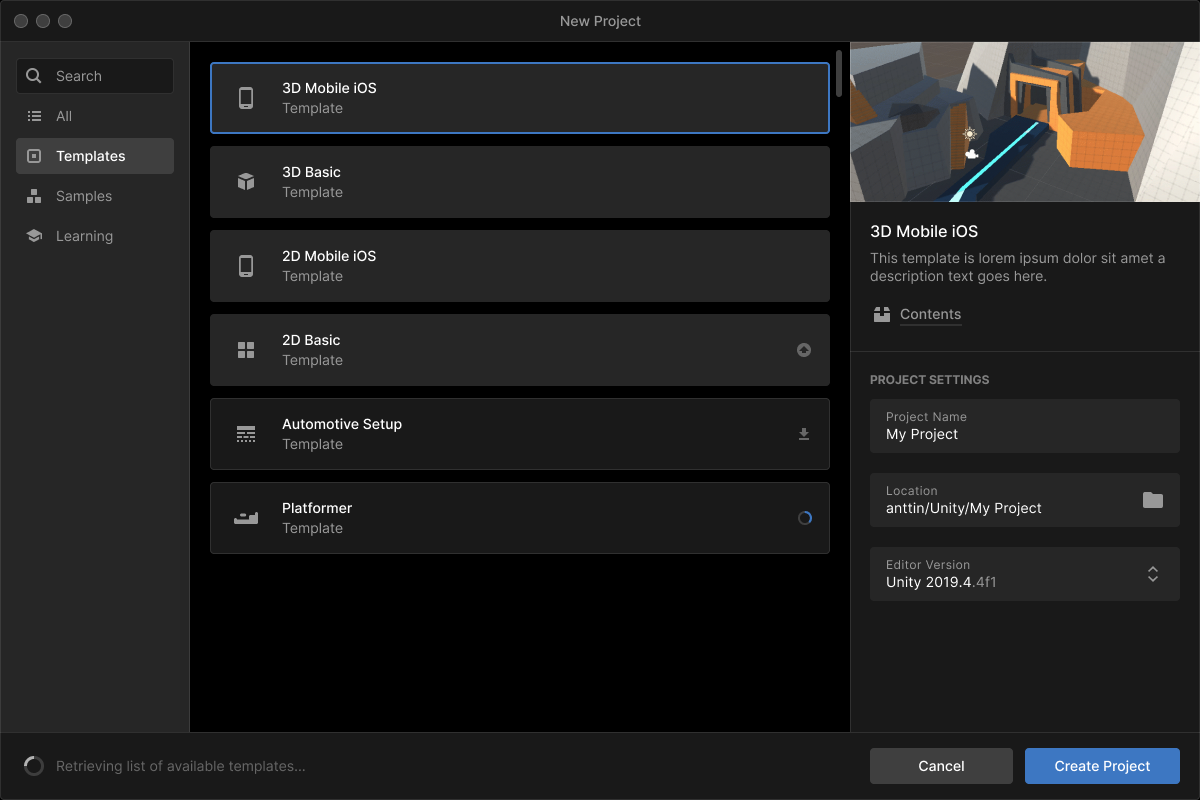 New Project
Search
All
Templates
Samples
Learning
3D Mobile iOS
Template
3D Basic
Template
2D Mobile iOS
Template
2D Basic
Template
Automotive Setup
Template
Platformer
Template
3D Mobile iOS
This template is lorem ipsum dolor sit amet a
description text goes here.
Contents
PROJECT SETTINGS
Project Name
My Project
Location
anttin/Unity/My Project
Editor Version
Unity 2019.4.4f1
Retrieving list of available templates...
Cancel
Create Project